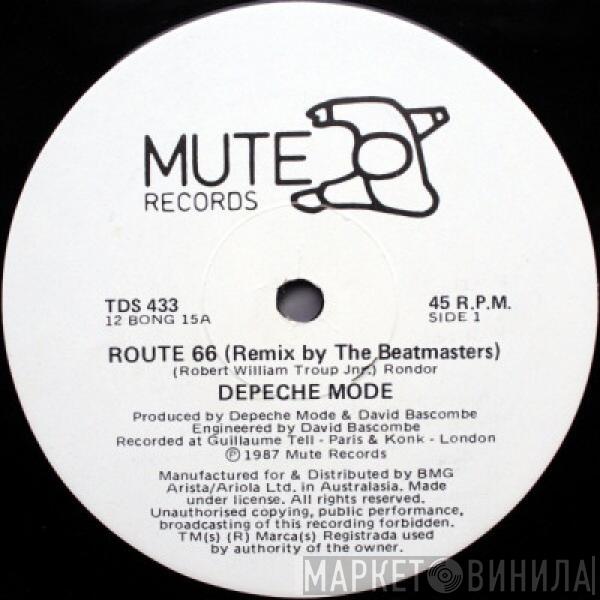 MUTE
RECORDS
TDS 433
12 BONG 15A
45 R.P.M.
SIDE 1
ROUTE 66 (Remix by The Beatmasters)
(Robert William Troup Jnr.) Rondor
DEPECHE MODE
Produced by Depeche Mode & David Bascombe
Engineered by David Bascombe
Recorded at Guillaume Tell - Paris & Konk - London
Ⓟ 1987 Mute Records
Manufactured for & Distributed by BMG
Arista/Ariola Ltd. in Australasia. Made
under license. All rights reserved.
Unauthorised copying, public performance,
broadcasting of this recording forbidden.
TM(s) (R) Marca(s) Registrada used
by authority of the owner.
МАРКЕТ ВИНИЛА